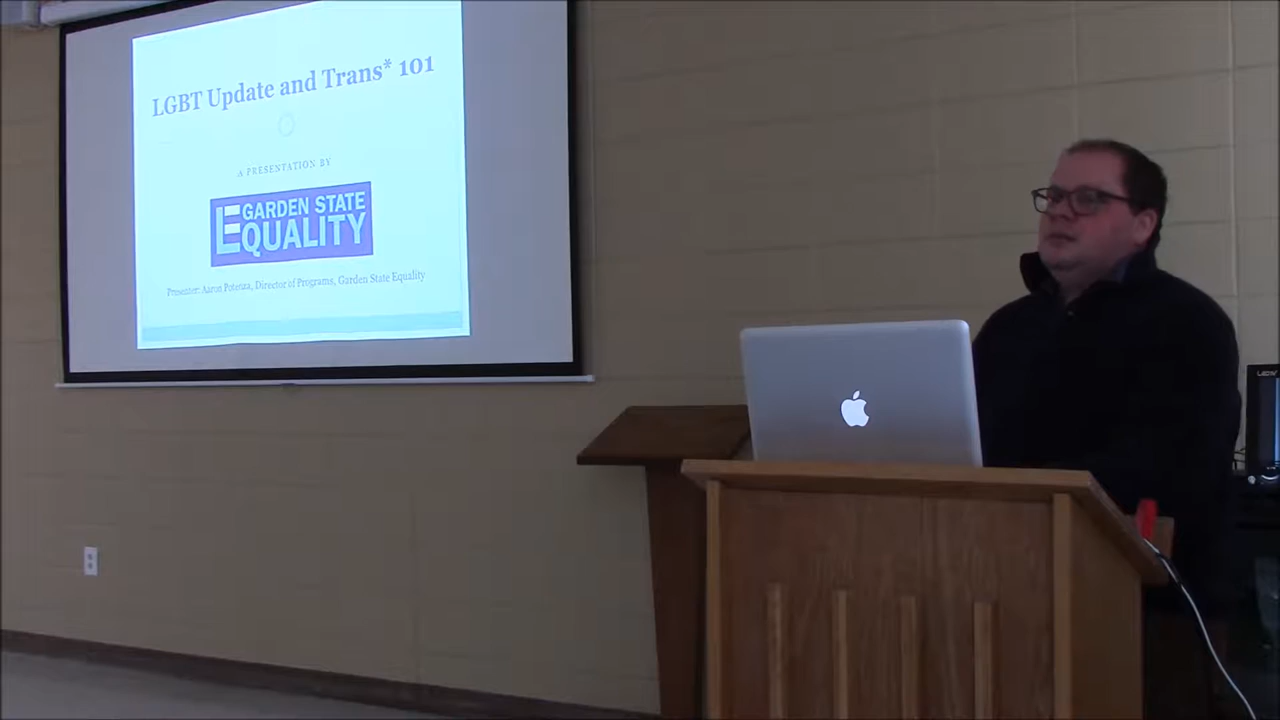 LGBT Update and Trans* 101
A PRESENTATION BY
GARDEN STATE
EQUALITY
Presenter: Aaron Potenza, Director of Programs, Garden State Equality